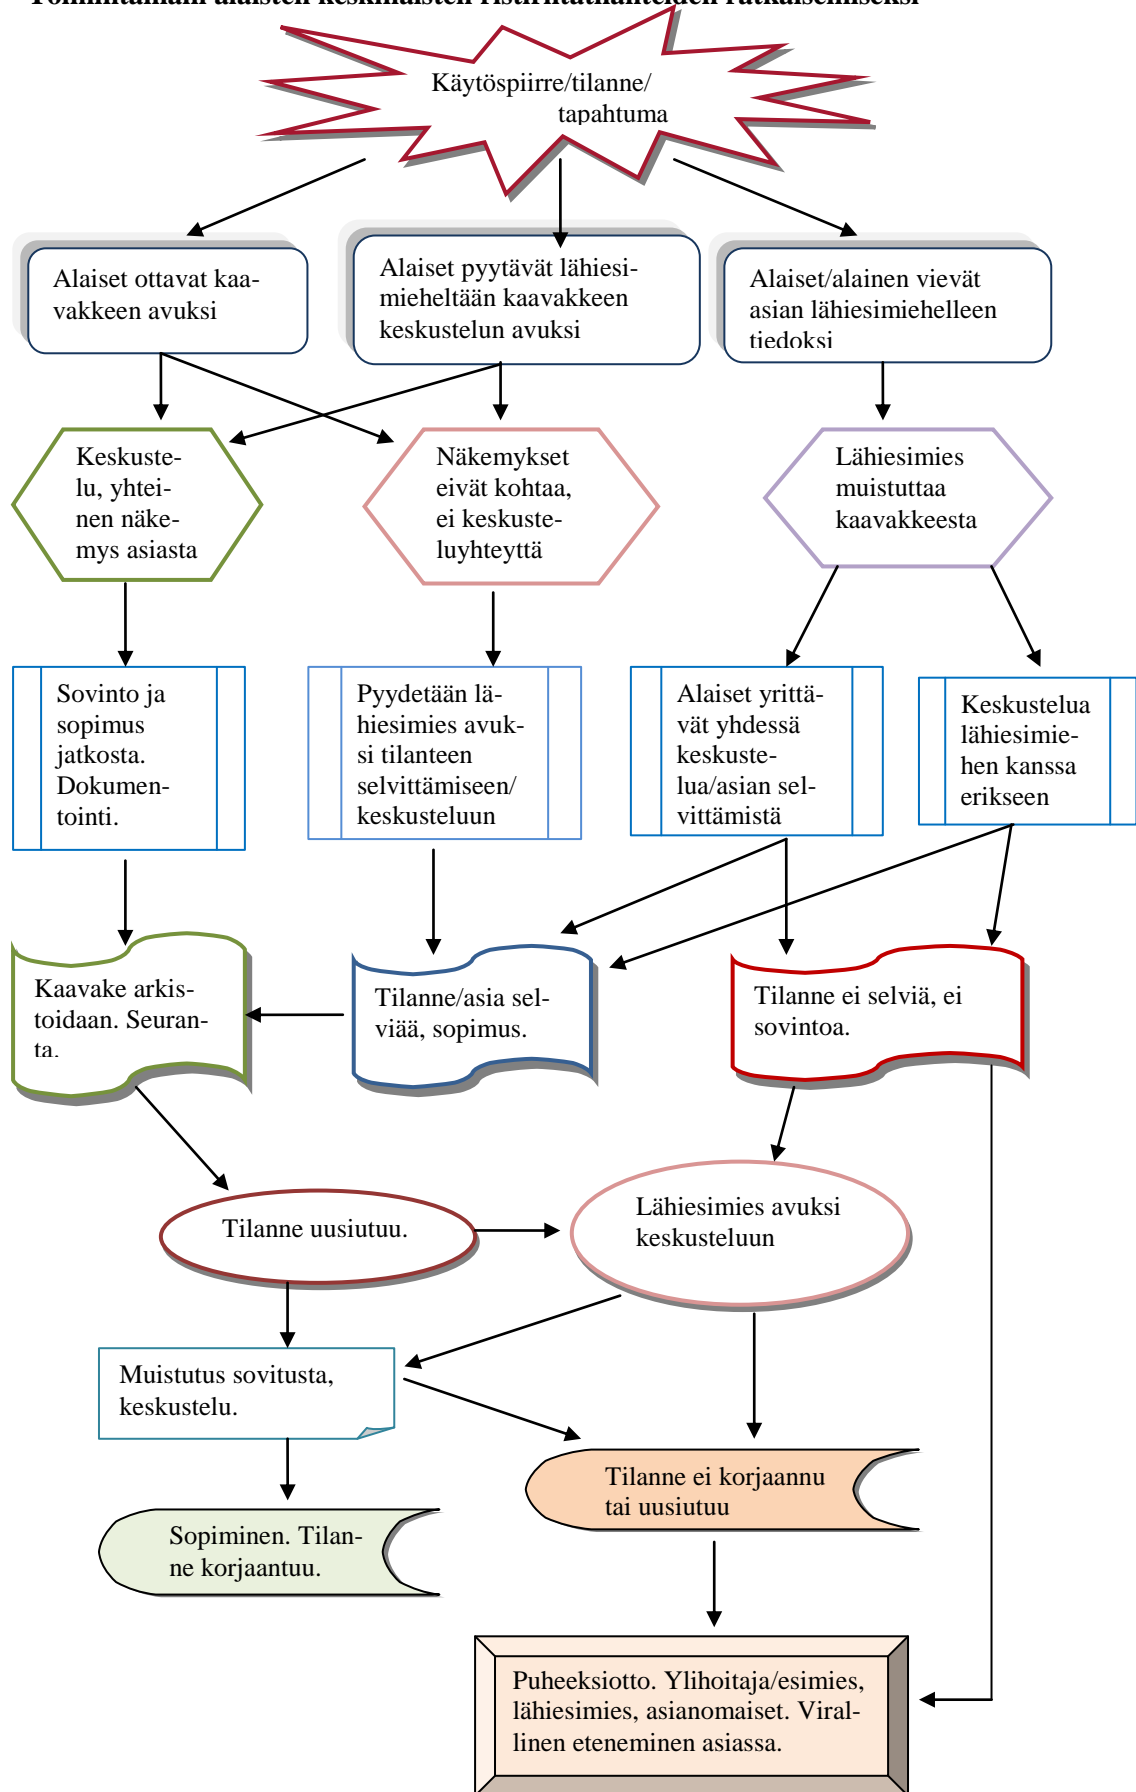 Toimintamalli alaisten keskinäisten ristiriitatilanteiden ratkaisemiseksi
Käytöspiirre/tilanne/
tapahtuma
Alaiset ottavat kaa-
vakkeen avuksi
Alaiset pyytävät lähiesi-
mieheltään kaavakkeen
keskustelun avuksi
Alaiset/alainen vievät
asian lähiesimiehelleen
tiedoksi
Keskuste-
lu, yhtei-
nen näke-
mys asiasta
Näkemykset
eivät kohtaa,
ei keskuste-
luyhteyttä
Lähiesimies
muistuttaa
kaavakkeesta
Sovinto ja
sopimus
jatkosta.
Dokumen-
tointi.
Pyydetään lä-
hiesimies avuk-
si tilanteen
selvittämiseen/
keskusteluun
Alaiset yrittä-
vät yhdessä
keskuste-
lua/asian sel-
vittämistä
Keskustelua
lähiesimie-
hen kanssa
erikseen
Kaavake arkis-
toidaan. Seuran-
ta.
Tilanne/asia sel-
viää, sopimus.
Tilanne ei selviä, ei
sovintoa.
Tilanne uusiutuu.
Lähiesimies avuksi
keskusteluun
Muistutus sovitusta,
keskustelu.
Tilanne ei korjaannu
tai uusiutuu
Sopiminen. Tilan-
ne korjaantuu.
Puheeksiotto. Ylihoitaja/esimies,
lähiesimies, asianomaiset. Viral-
linen eteneminen asiassa.